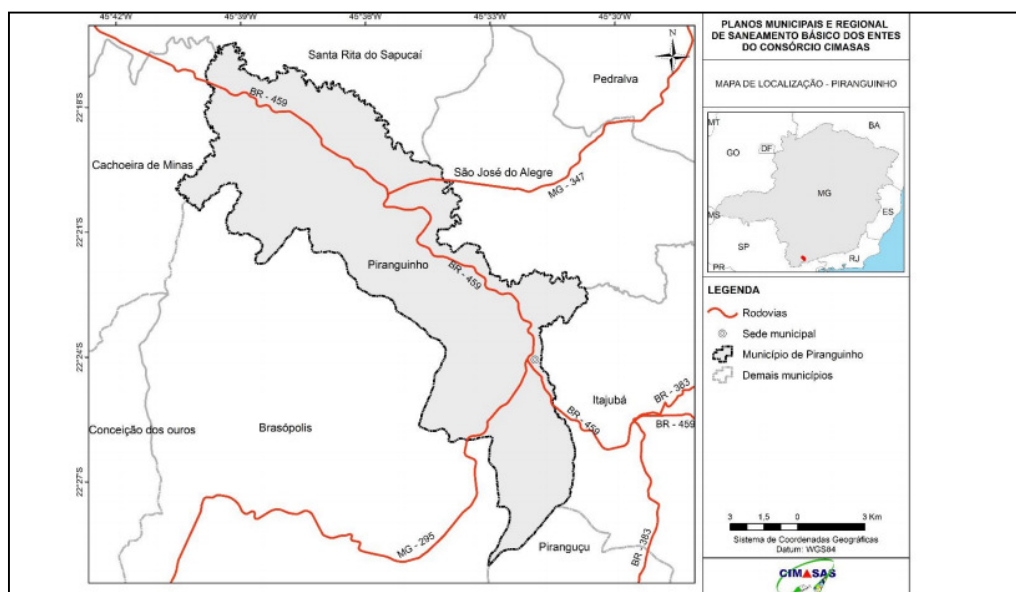 45°42'W 45°39'W 45°36'W 45°33'W 45°30'W
22°18'S
22°21'S
22°24'S
22°27'S
Santa Rita do Sapucaí
Pedralva
N
BR - 459
Cachoeira de Minas
São José do Alegre
MG - 347
Piranguinho
BR - 459
Itajubá
BR - 383
BR - 459
BR - 459
Conceição dos ouros
Brasópolis
MG - 295
BR - 383
Piranguçu
PLANOS MUNICIPAIS E REGIONAL
DE SANEAMENTO BÁSICO DOS ENTES
DO CONSÓRCIO CIMASAS
MAPA DE LOCALIZAÇÃO - PIRANGUINHO
MT
BA
GO
DF
MG
MS
ES
SP
RJ
PR
LEGENDA
Rodovias
Sede municipal
Município de Piranguinho
Demais municípios
3 1,5 0 3 Km
Sistema de Coordenadas Geográficas
Datum: WGS84
CIMASAS